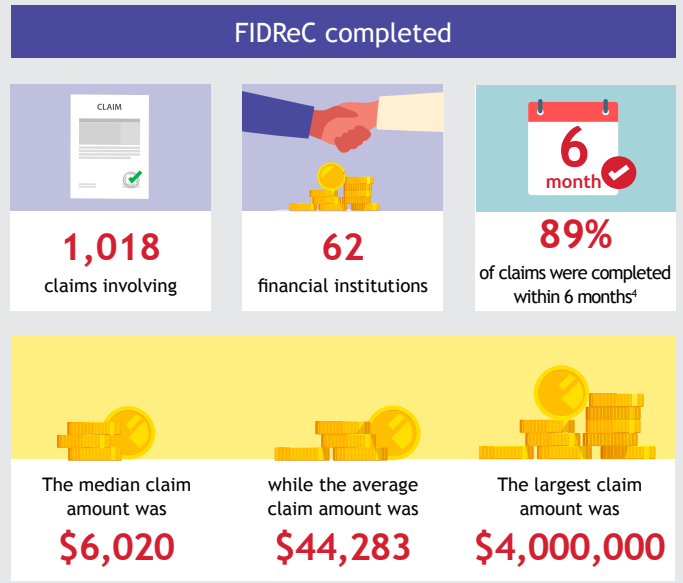 FIDReC completed
CLAIM
1,018
claims involving
62
financial institutions
6
month
89%
of claims were completed
within 6 months⁴
The median claim
amount was
$6,020
while the average
claim amount was
$44,283
The largest claim
amount was
$4,000,000